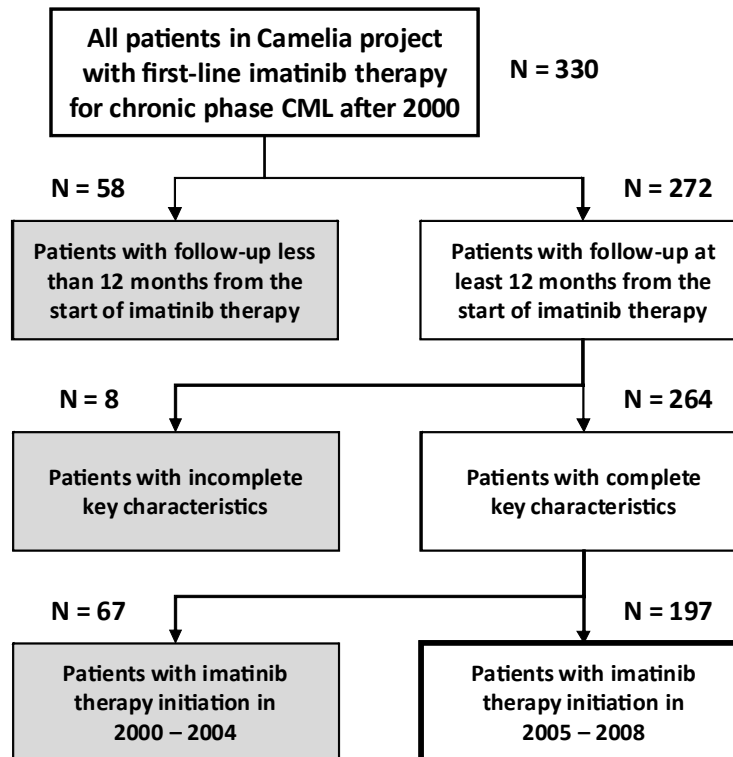 All patients in Camelia project
with first-line imatinib therapy
for chronic phase CML after 2000
N = 330
N = 58
N = 272
Patients with follow-up less
than 12 months from the
start of imatinib therapy
Patients with follow-up at
least 12 months from the
start of imatinib therapy
N = 8
N = 264
Patients with incomplete
key characteristics
Patients with complete
key characteristics
N = 67
N = 197
Patients with imatinib
therapy initiation in
2000 – 2004
Patients with imatinib
therapy initiation in
2005 – 2008